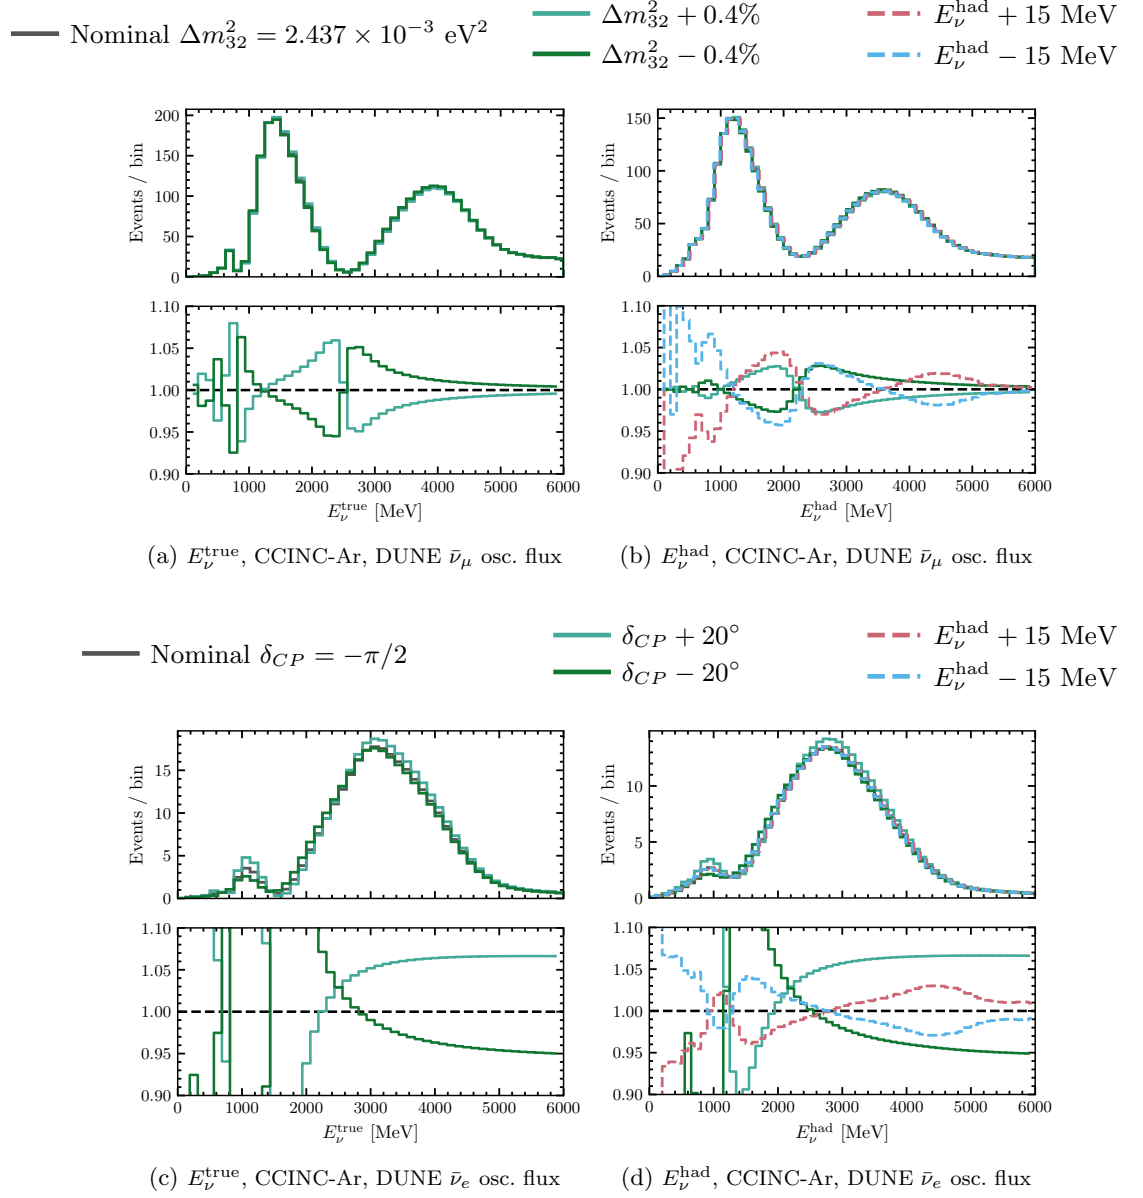 Nominal Δm²₃₂ = 2.437 × 10⁻³ eV²
Δm²₃₂ + 0.4%
Δm²₃₂ − 0.4%
E_ν^had + 15 MeV
E_ν^had − 15 MeV
Events / bin
200
150
100
50
0
1.10
1.05
1.00
0.95
0.90
0 1000 2000 3000 4000 5000 6000
E_ν^true [MeV]
(a) E_ν^true, CCINC-Ar, DUNE ν̄_μ osc. flux
Events / bin
150
100
50
0
1.10
1.05
1.00
0.95
0.90
0 1000 2000 3000 4000 5000 6000
E_ν^had [MeV]
(b) E_ν^had, CCINC-Ar, DUNE ν̄_μ osc. flux
Nominal δ_CP = −π/2
δ_CP + 20°
δ_CP − 20°
E_ν^had + 15 MeV
E_ν^had − 15 MeV
Events / bin
15
10
5
0
1.10
1.05
1.00
0.95
0.90
0 1000 2000 3000 4000 5000 6000
E_ν^true [MeV]
(c) E_ν^true, CCINC-Ar, DUNE ν̄_e osc. flux
Events / bin
10
5
0
1.10
1.05
1.00
0.95
0.90
0 1000 2000 3000 4000 5000 6000
E_ν^had [MeV]
(d) E_ν^had, CCINC-Ar, DUNE ν̄_e osc. flux